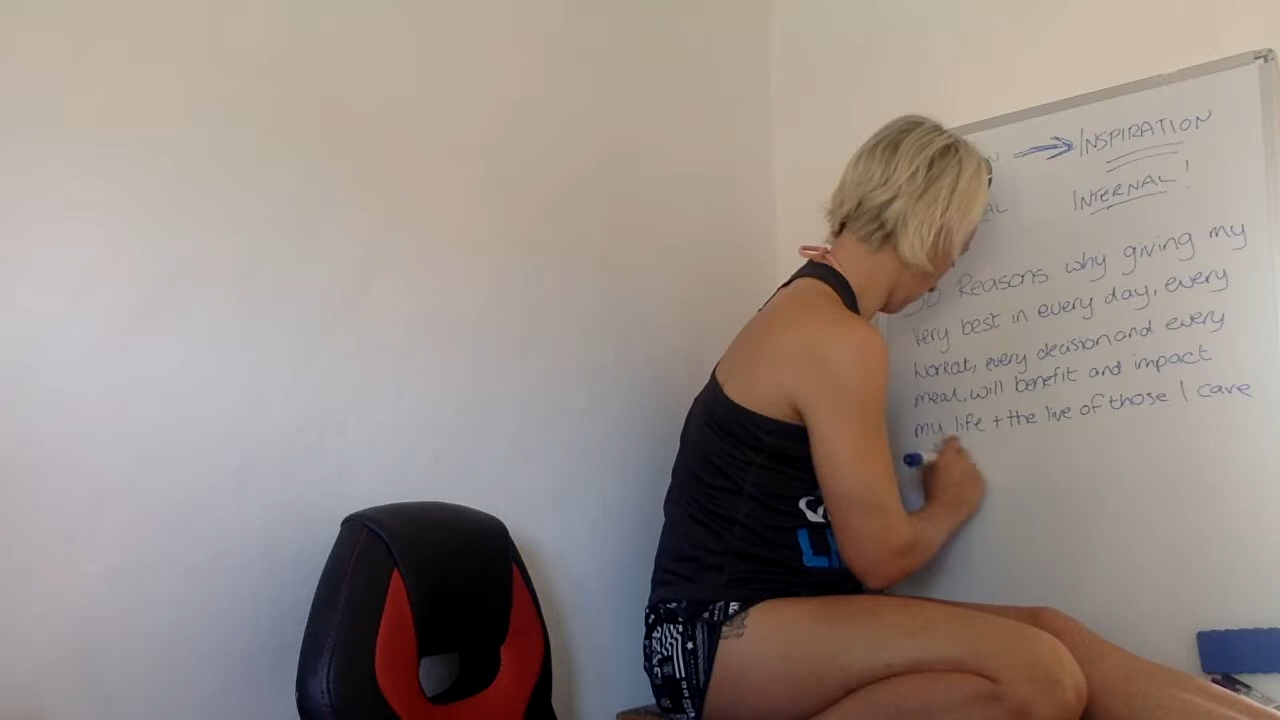 → INSPIRATION
INTERNAL!
Reasons why giving my
very best in every day, every
workout, every decision and every
meal, will benefit and impact
my life + the live of those I care